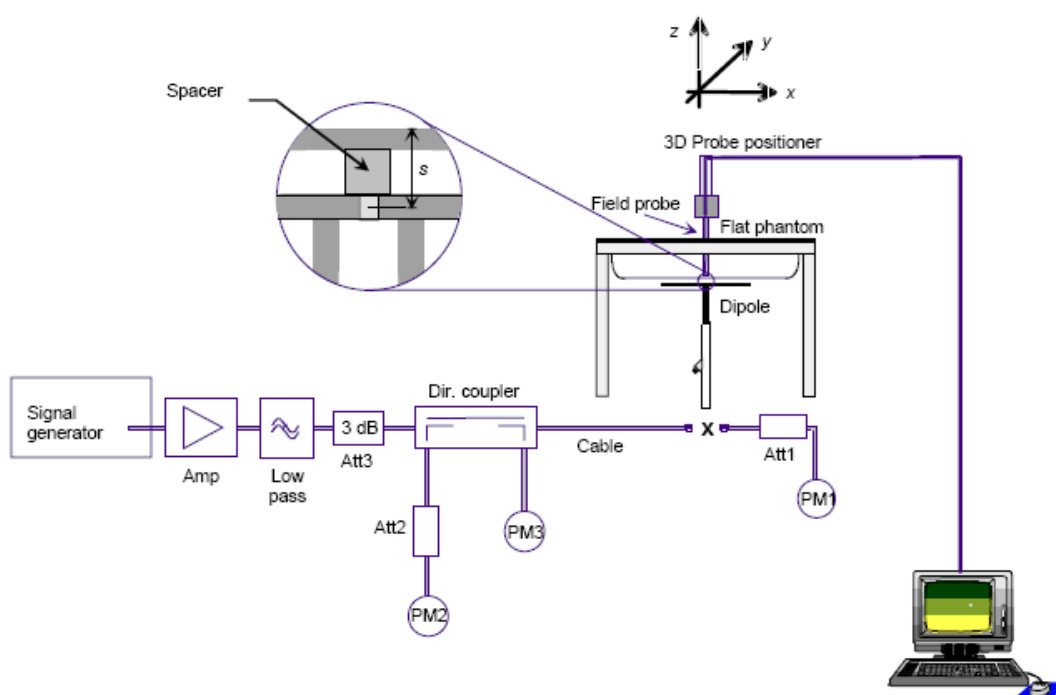 z
y
x
Spacer
3D Probe positioner
s
Field probe
Flat phantom
Dipole
Signal
generator
Dir. coupler
3 dB
Cable
X
Att1
Amp
Low
pass
Att3
Att2
PM3
PM1
PM2